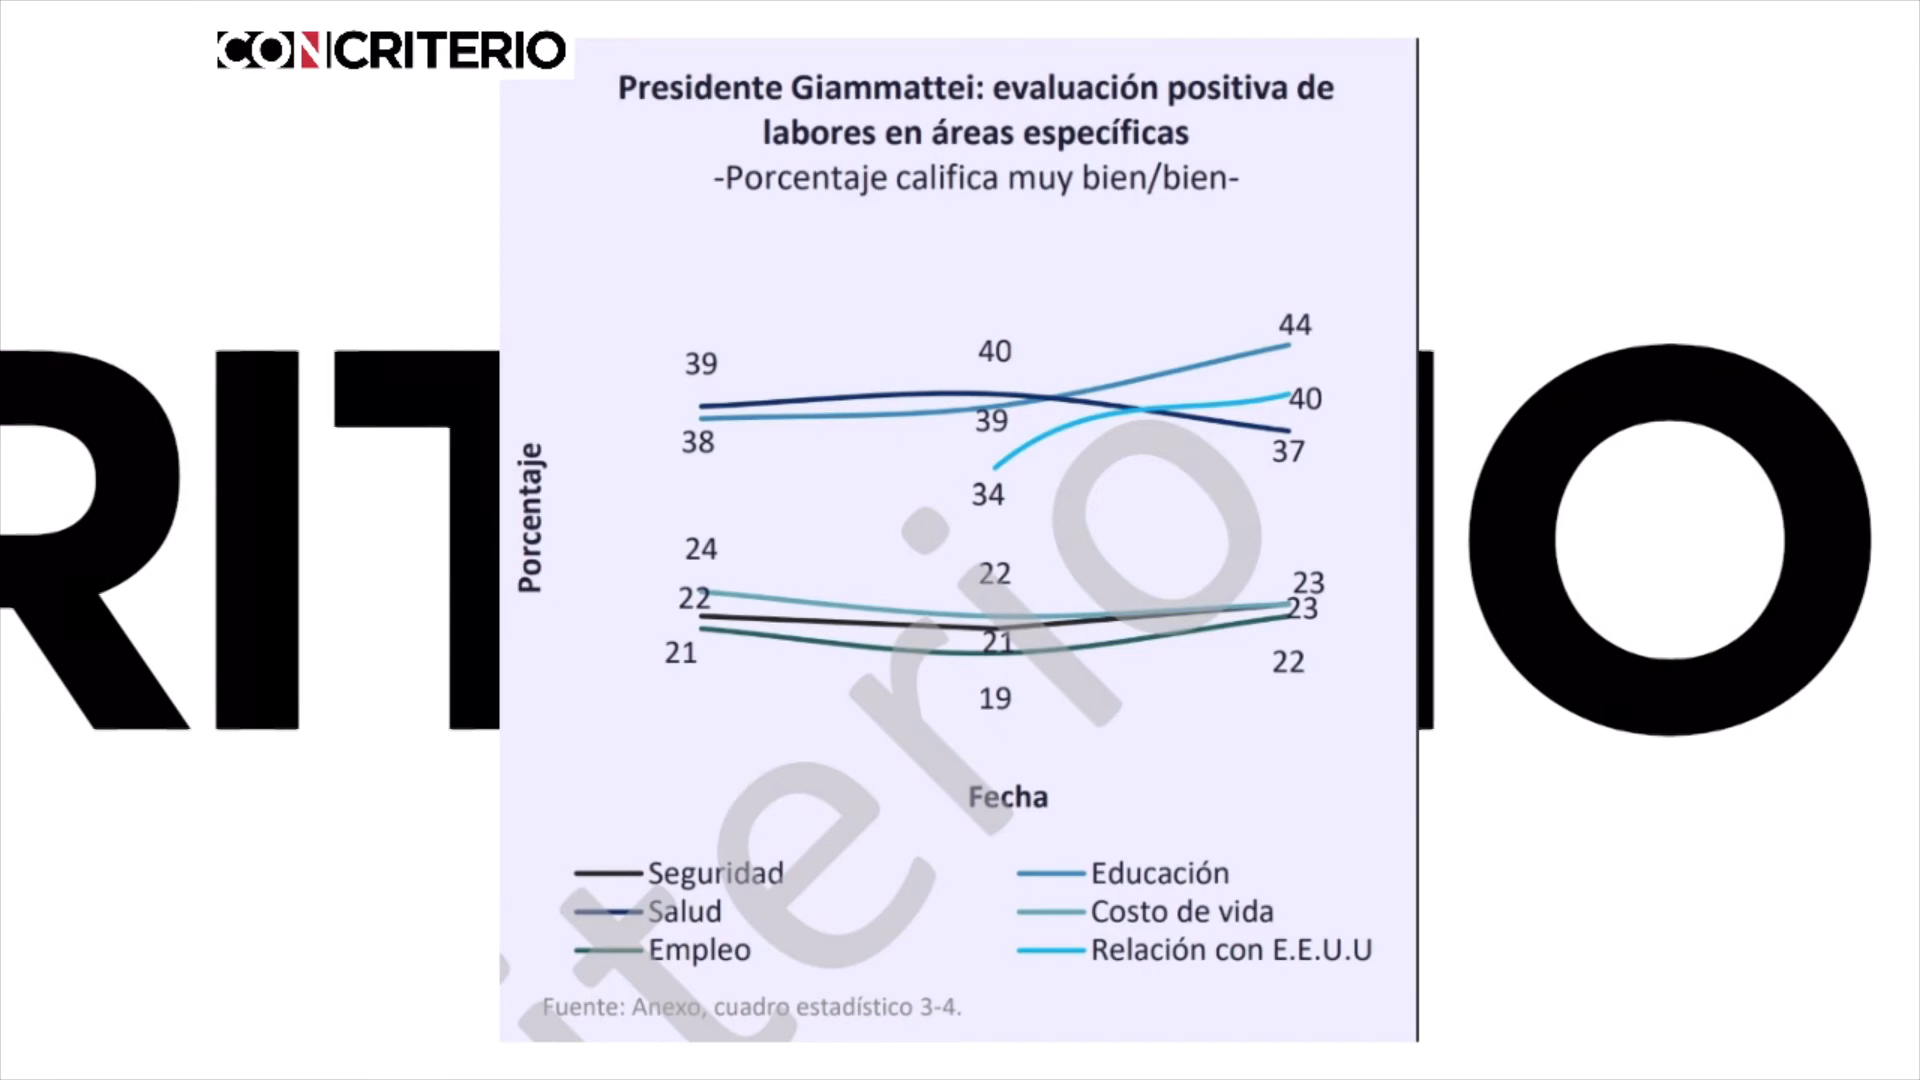 CONCRITERIO
Presidente Giammattei: evaluación positiva de
labores en áreas específicas
-Porcentaje califica muy bien/bien-
44
39
40
40
39
38
37
34
24
22
23
22
23
21
21
22
19
Porcentaje
Fecha
Seguridad
Educación
Salud
Costo de vida
Empleo
Relación con E.E.U.U
Fuente: Anexo, cuadro estadístico 3-4.